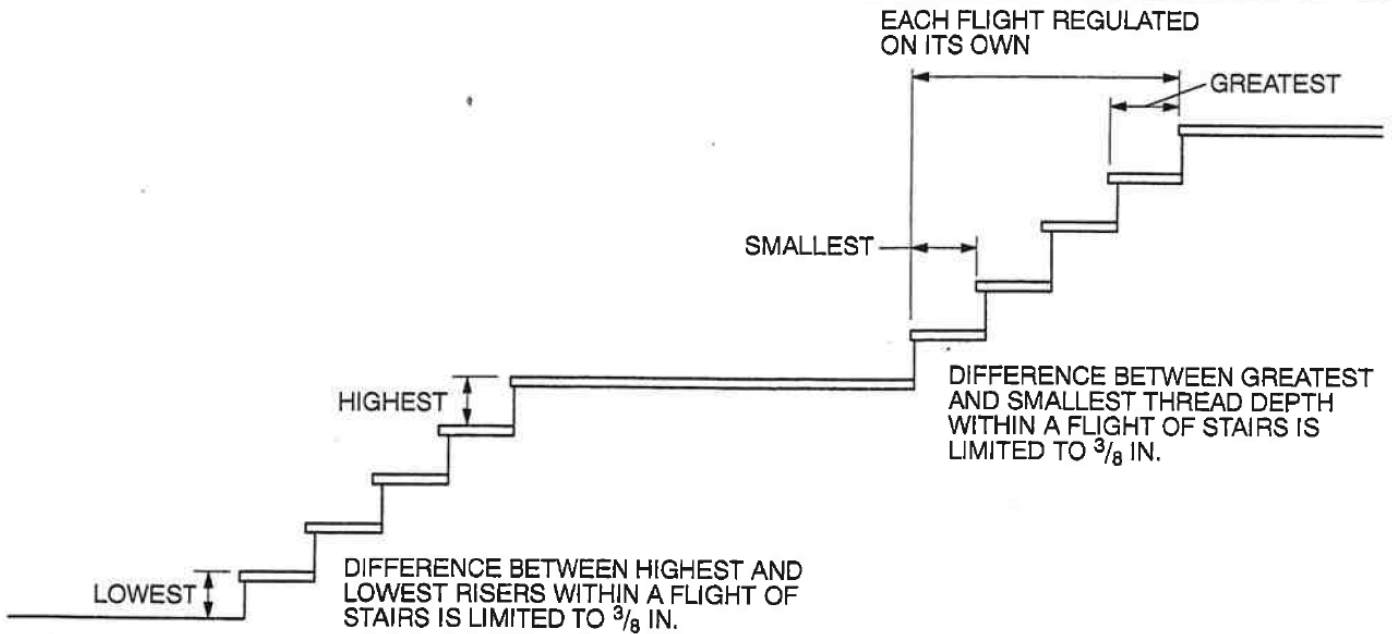 EACH FLIGHT REGULATED
ON ITS OWN
GREATEST
SMALLEST
HIGHEST
DIFFERENCE BETWEEN GREATEST
AND SMALLEST THREAD DEPTH
WITHIN A FLIGHT OF STAIRS IS
LIMITED TO 3/8 IN.
LOWEST
DIFFERENCE BETWEEN HIGHEST AND
LOWEST RISERS WITHIN A FLIGHT OF
STAIRS IS LIMITED TO 3/8 IN.